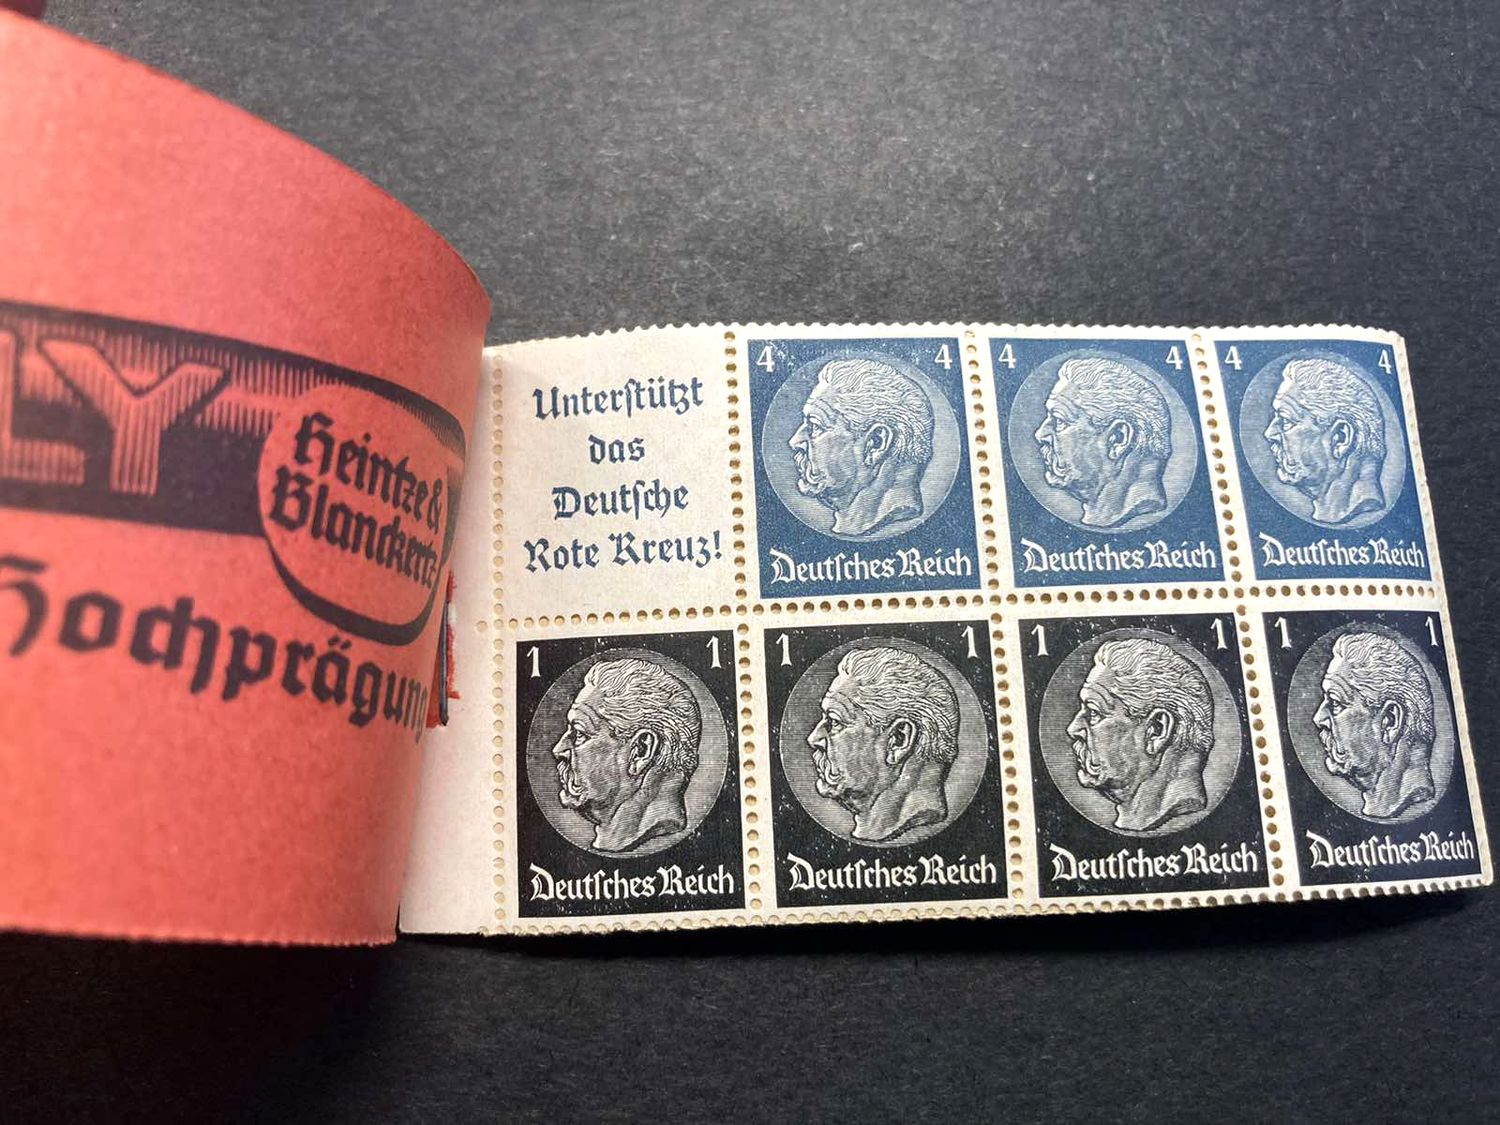 LY
Heintze &
Blanckertz
Hochprägung
Unterstützt
das
Deutsche
Rote Kreuz!
4 4
Deutsches Reich
4 4
Deutsches Reich
4 4
Deutsches Reich
1 1
Deutsches Reich
1 1
Deutsches Reich
1 1
Deutsches Reich
1 1
Deutsches Reich